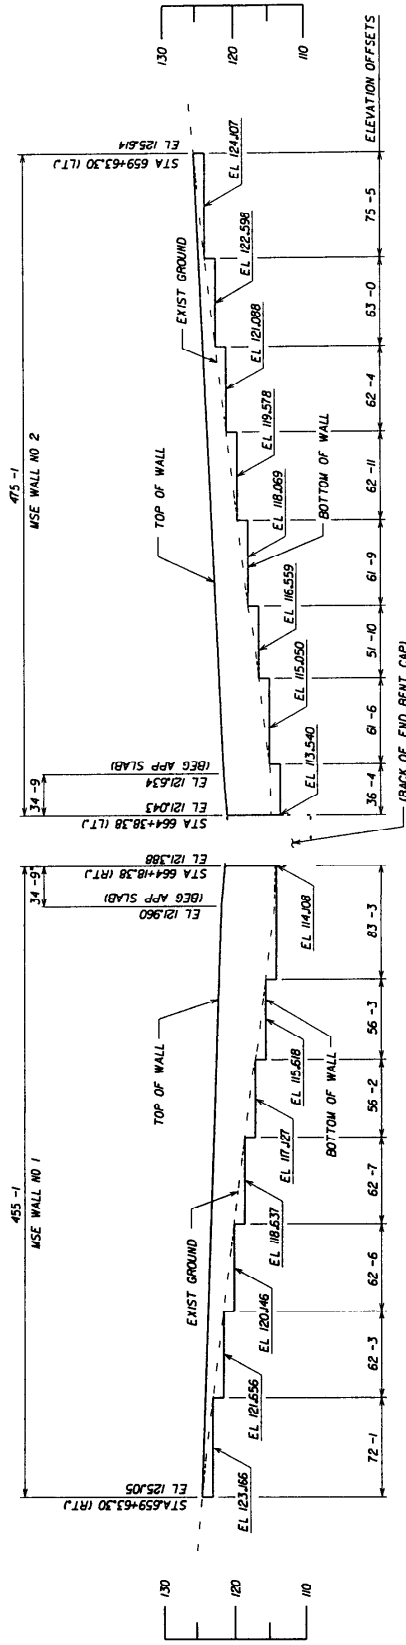 130
120
110
ELEVATION OFFSETS
475 -1
MSE WALL NO 2
EL 125.614
STA 659+63.30 (LT.)
EL 124.107
75 -5
EXIST GROUND
EL 122.598
63 -0
EL 121.088
62 -4
TOP OF WALL
EL 119.578
62 -11
EL 118.069
BOTTOM OF WALL
61 -9
EL 116.559
51 -10
EL 115.050
61 -6
34 -9
(BEG APP SLAB)
EL 121.634
EL 121.043
STA 664+38.38 (LT.)
EL 113.540
36 -4
(BACK OF END BENT CAP)
455 -1
MSE WALL NO 1
34 -9"
EL 121.388
STA 664+18.38 (RT.)
(BEG APP SLAB)
EL 121.960
EL 114.108
83 -3
TOP OF WALL
EL 115.618
BOTTOM OF WALL
56 -3
EL 117.127
56 -2
EXIST GROUND
EL 118.637
62 -7
EL 120.146
62 -6
EL 121.656
62 -3
EL 125.105
STA.659+63.30 (RT.)
EL 123.166
72 -1
130
120
110